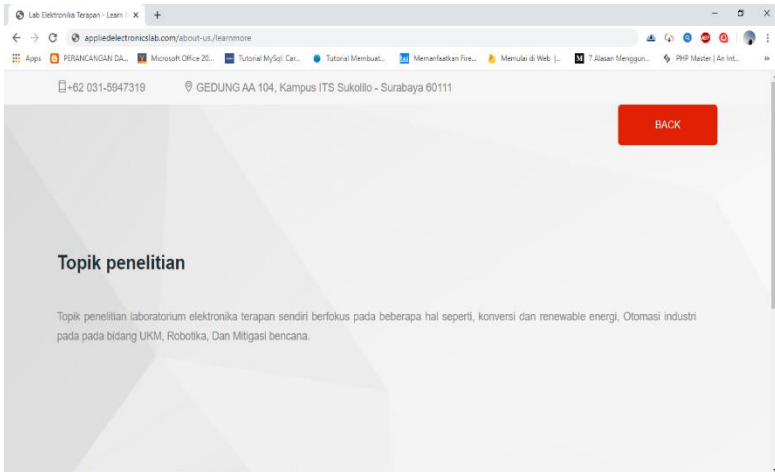 Lab Elektronika Terapan - Learn
appliedelectronicslab.com/about-us./learnmore
Apps PERANCANGAN DA... Microsoft Office 20... Tutorial MySql: Car... Tutorial Membuat... Memanfaatkan Fire... Memulai di Web |... 7 Alasan Menggun... PHP Master | An Int...
+62 031-5947319 GEDUNG AA 104, Kampus ITS Sukolilo - Surabaya 60111
BACK
Topik penelitian
Topik penelitian laboratorium elektronika terapan sendiri berfokus pada beberapa hal seperti, konversi dan renewable energi, Otomasi industri
pada pada bidang UKM, Robotika, Dan Mitigasi bencana.